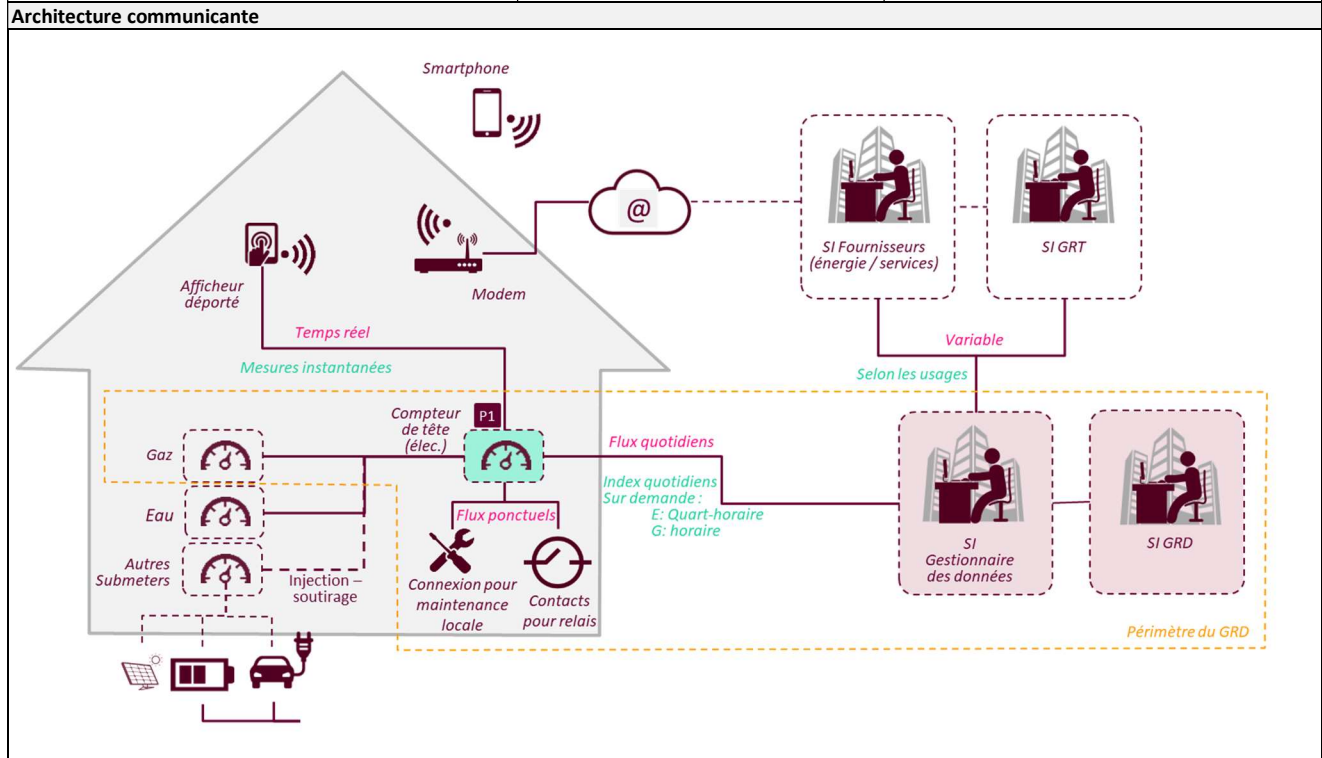 Architecture communicante
Smartphone
@
SI Fournisseurs
(énergie / services)
SI GRT
Afficheur
déporté
Modem
Temps réel
Mesures instantanées
Variable
Selon les usages
Compteur
de tête
(élec.)
P1
Gaz
Flux quotidiens
Index quotidiens
Sur demande :
E: Quart-horaire
G: horaire
Eau
Flux ponctuels
Autres
Submeters
Injection –
soutirage
Connexion pour
maintenance
locale
Contacts
pour relais
SI
Gestionnaire
des données
SI GRD
Périmètre du GRD